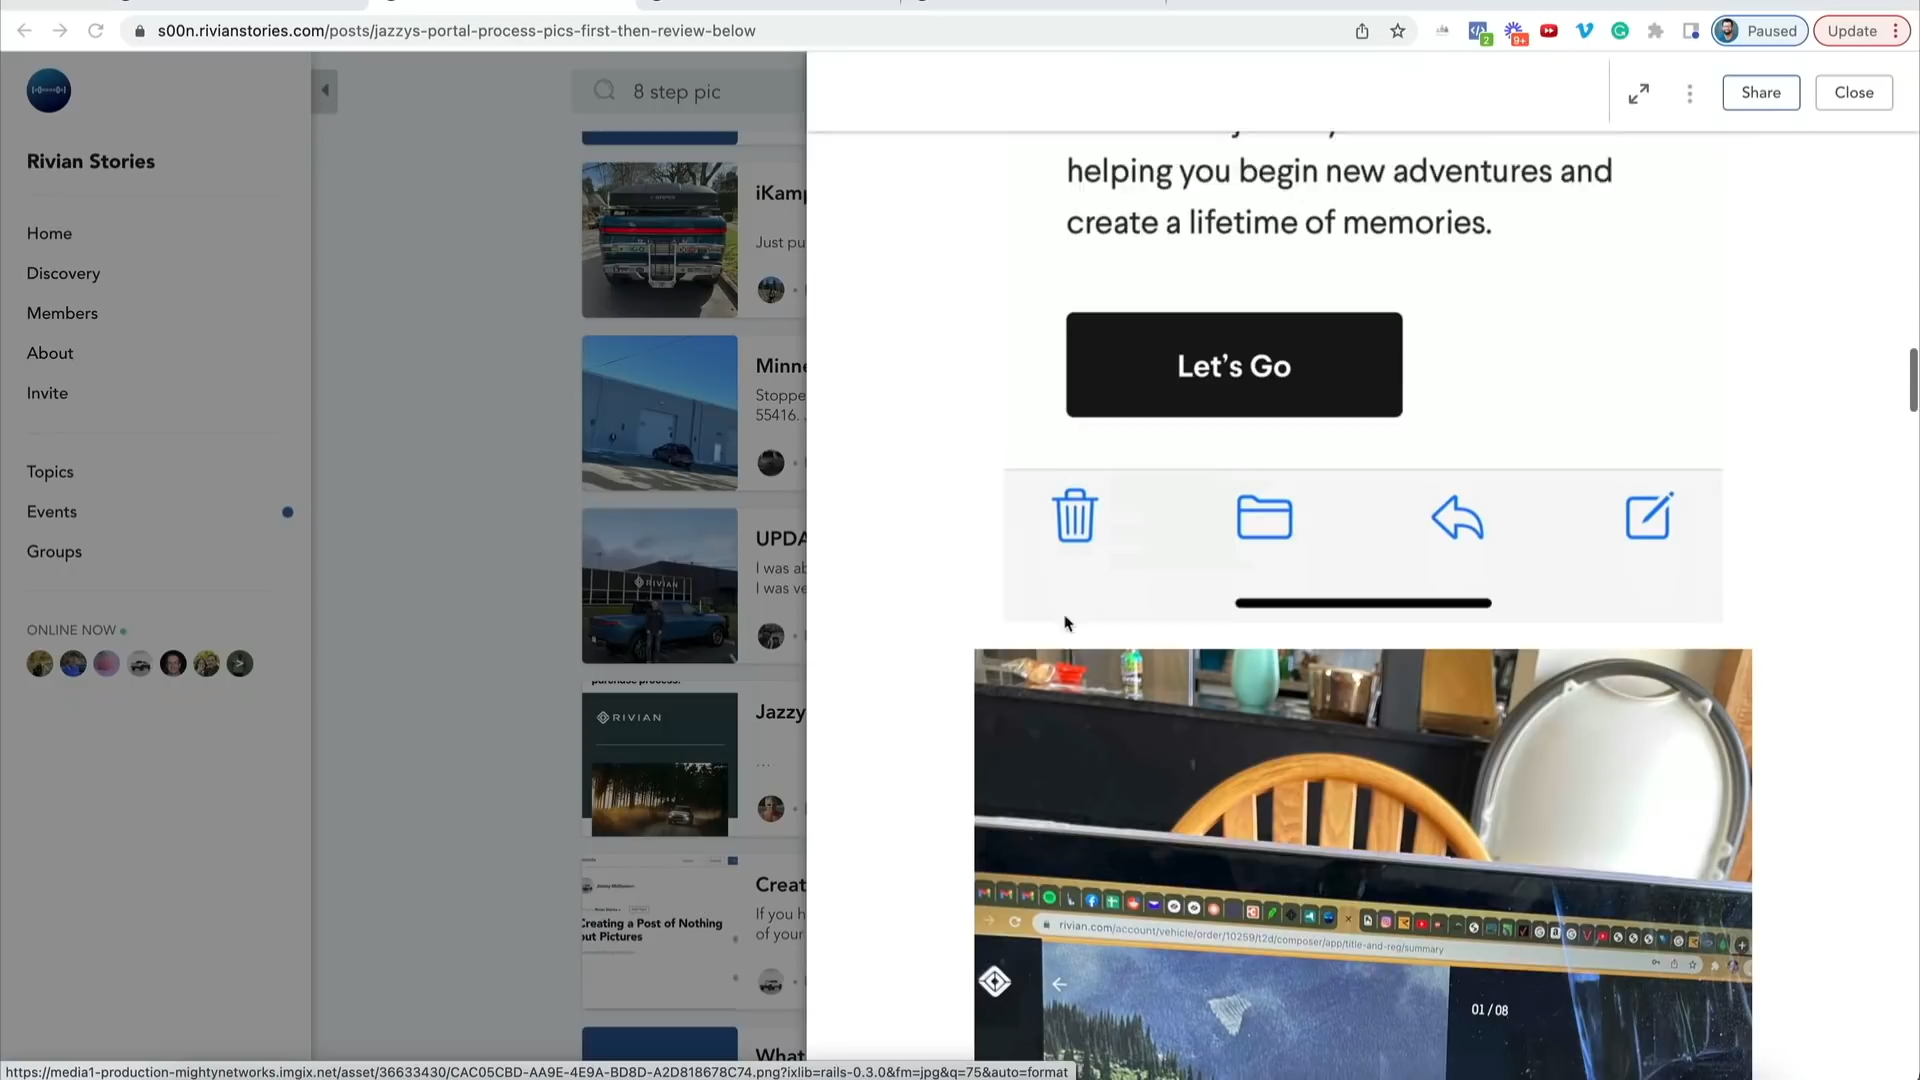 s00n.rivianstories.com/posts/jazzys-portal-process-pics-first-then-review-below
2
9+
Paused
Update
Rivian Stories
Home
Discovery
Members
About
Invite
Topics
Events
Groups
ONLINE NOW
>
8 step pic
iKamp
Just pu
Minne
Stoppe
55416.
UPDA
I was ab
I was ve
RIVIAN
purchase process.
RIVIAN
Jazzy
...
Creating a Post of Nothing
out Pictures
Creat
If you h
of your
What
Share
Close
helping you begin new adventures and
create a lifetime of memories.
Let's Go
rivian.com/account/vehicle/order/10259/t2d/composer/app/title-and-reg/summary
01 / 08
https://media1-production-mightynetworks.imgix.net/asset/36633430/CAC05CBD-AA9E-4E9A-BD8D-A2D818678C74.png?ixlib=rails-0.3.0&fm=jpg&q=75&auto=format